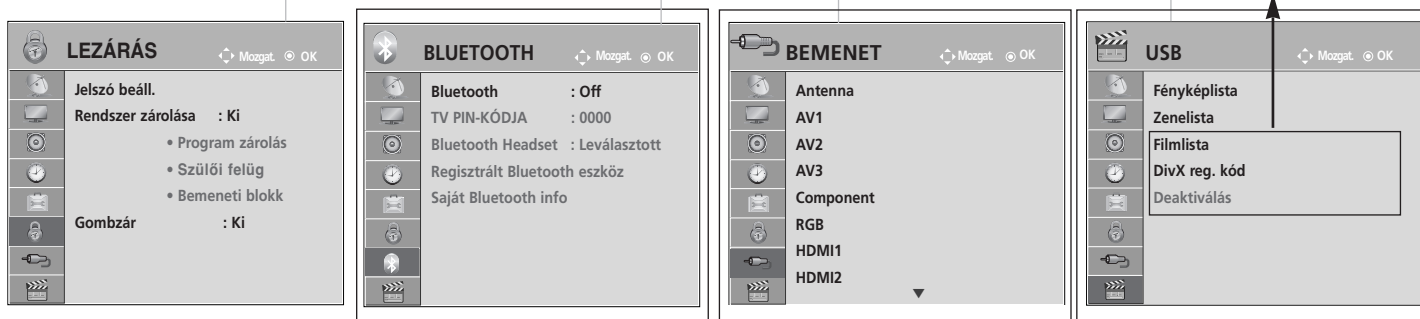 LEZÁRÁS
Mozgat. OK
Jelszó beáll.
Rendszer zárolása : Ki
• Program zárolás
• Szülői felüg
• Bemeneti blokk
Gombzár : Ki
BLUETOOTH
Mozgat. OK
Bluetooth : Off
TV PIN-KÓDJA : 0000
Bluetooth Headset : Leválasztott
Regisztrált Bluetooth eszköz
Saját Bluetooth info
BEMENET
Mozgat. OK
Antenna
AV1
AV2
AV3
Component
RGB
HDMI1
HDMI2
USB
Mozgat. OK
Fényképlista
Zenelista
Filmlista
DivX reg. kód
Deaktiválás